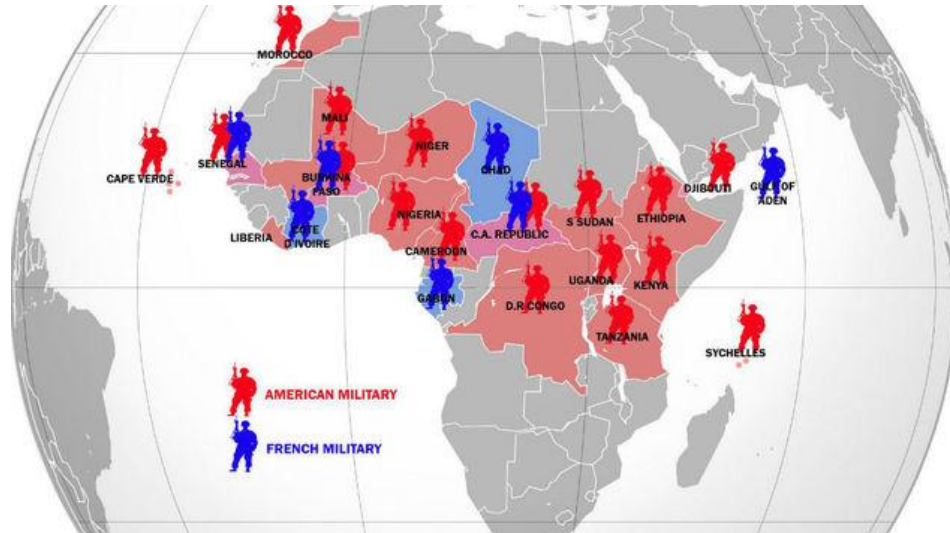 MOROCCO
MALI
NIGER
CHAD
SENEGAL
CAPE VERDE
BURKINA
FASO
DJIBOUTI
GULF OF
ADEN
NIGERIA
S SUDAN
ETHIOPIA
LIBERIA
COTE
D'IVOIRE
C.A. REPUBLIC
CAMEROON
UGANDA
KENYA
GABON
D.R.CONGO
TANZANIA
SYCHELLES
AMERICAN MILITARY
FRENCH MILITARY